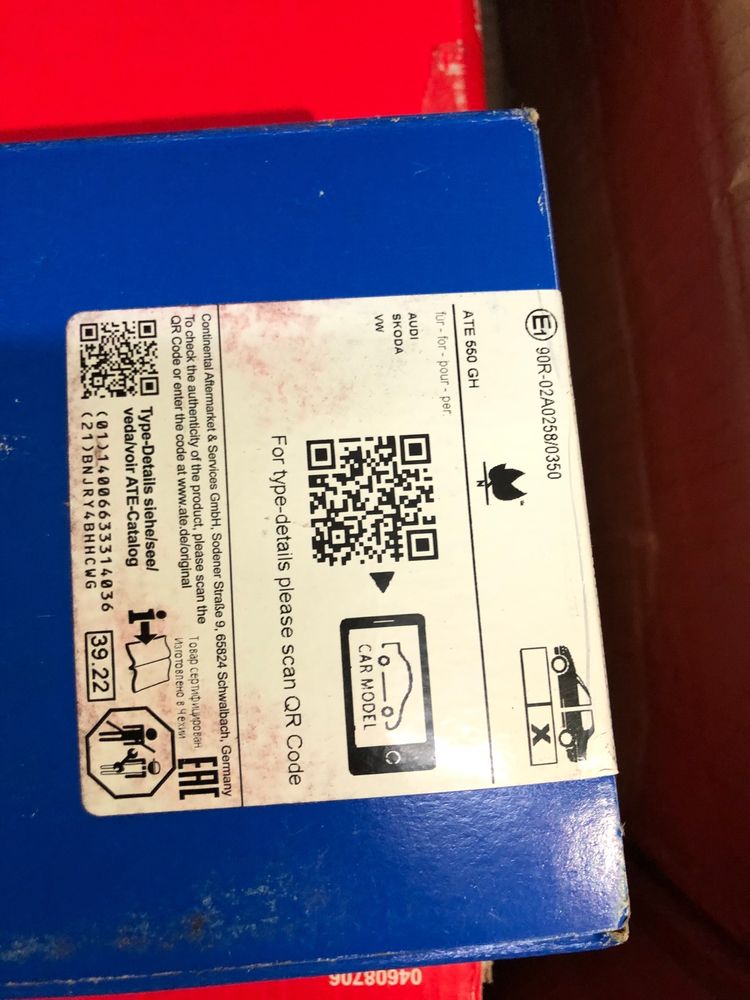 E1 90R-02A0258/0350
N
X
ATE 550 GH
für - for - pour - per:
AUDI
SKODA
VW
CAR MODEL
For type-details please scan QR Code
Continental Aftermarket & Services GmbH, Sodener Straße 9, 65824 Schwalbach, Germany
To check the authenticity of the product, please scan the
QR Code or enter the code at www.ate.de/original
Товар сертифицирован
Изготовлено в Чехии
EAC
Type-Details siehe/see/
veda/voir ATE-Catalog
(01)14006633314036
(21)BNJRY4BHHCWG
i
39.22
04608706